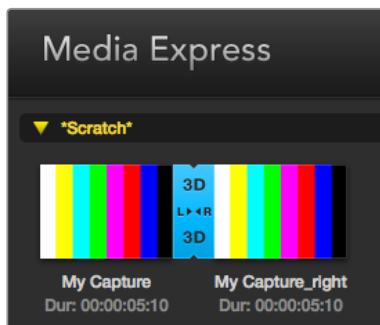 Media Express
*Scratch*
3D
L R
3D
My Capture My Capture_right
Dur: 00:00:05:10 Dur: 00:00:05:10